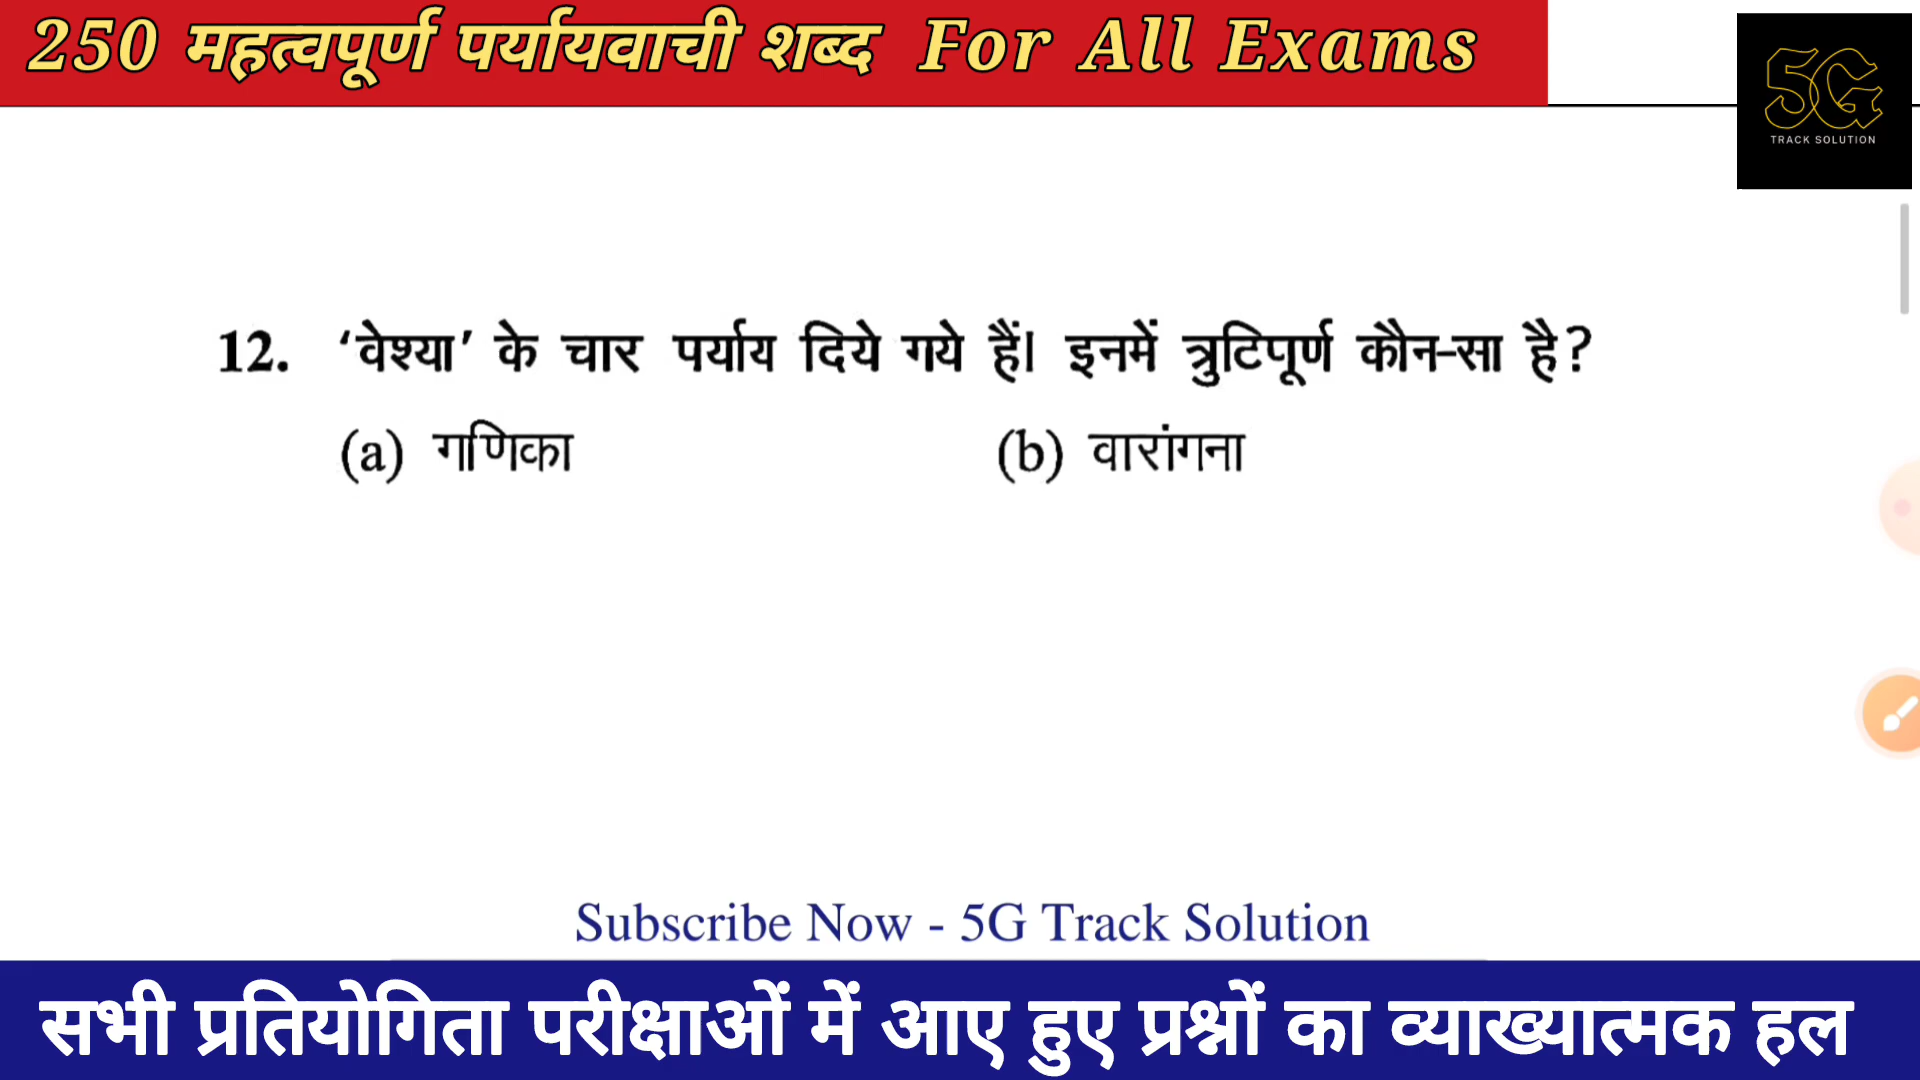 250 महत्वपूर्ण पर्यायवाची शब्द For All Exams
5G
TRACK SOLUTION
12. ‘वेश्या’ के चार पर्याय दिये गये हैं। इनमें त्रुटिपूर्ण कौन-सा है?
(a) गणिका (b) वारांगना
Subscribe Now - 5G Track Solution
सभी प्रतियोगिता परीक्षाओं में आए हुए प्रश्नों का व्याख्यात्मक हल